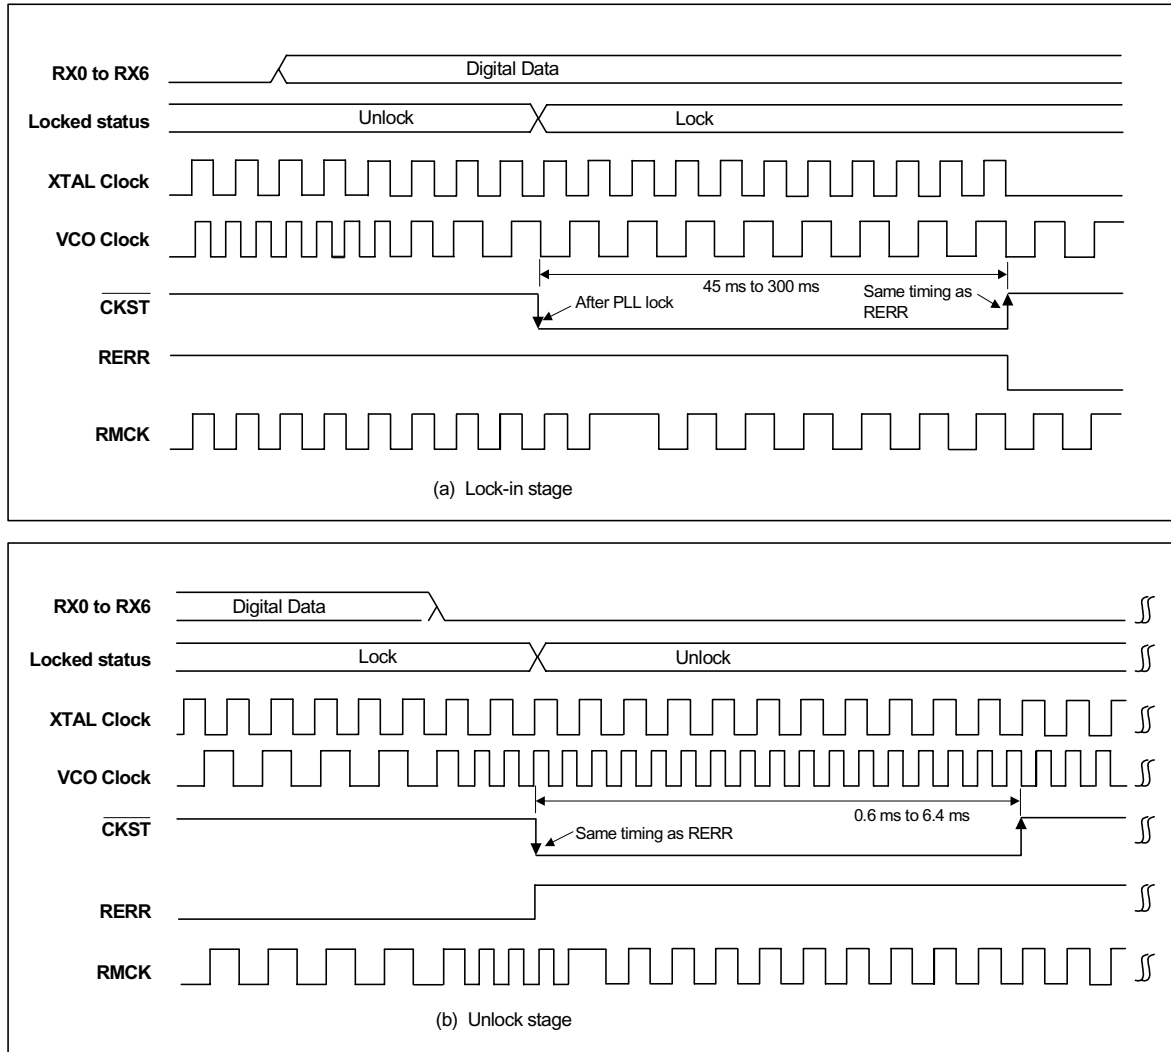 RX0 to RX6
Digital Data
Locked status
Unlock
Lock
XTAL Clock
VCO Clock
45 ms to 300 ms
CKST
After PLL lock
Same timing as
RERR
RERR
RMCK
(a) Lock-in stage
RX0 to RX6
Digital Data
Locked status
Lock
Unlock
XTAL Clock
VCO Clock
0.6 ms to 6.4 ms
CKST
Same timing as RERR
RERR
RMCK
(b) Unlock stage